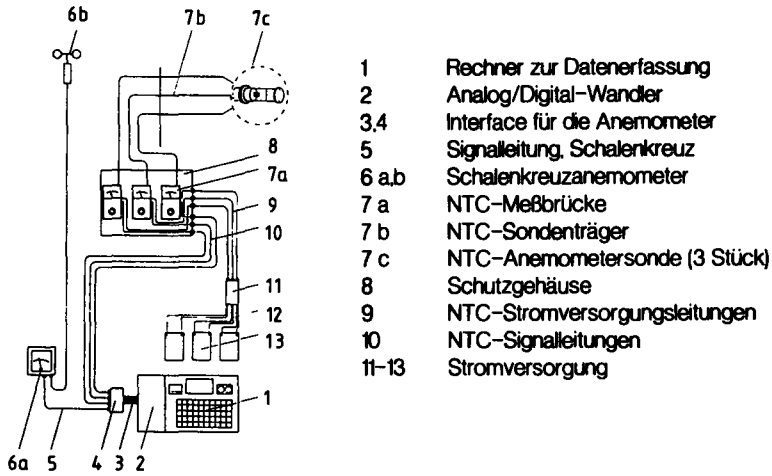 6b
7b
7c
8
7a
9
10
11
12
13
1
6a 5 4 3 2
1 Rechner zur Datenerfassung
2 Analog/Digital-Wandler
3,4 Interface für die Anemometer
5 Signalleitung, Schalenkreuz
6 a,b Schalenkreuzanemometer
7 a NTC-Meßbrücke
7 b NTC-Sondenträger
7 c NTC-Anemometersonde (3 Stück)
8 Schutzgehäuse
9 NTC-Stromversorgungsleitungen
10 NTC-Signalleitungen
11-13 Stromversorgung